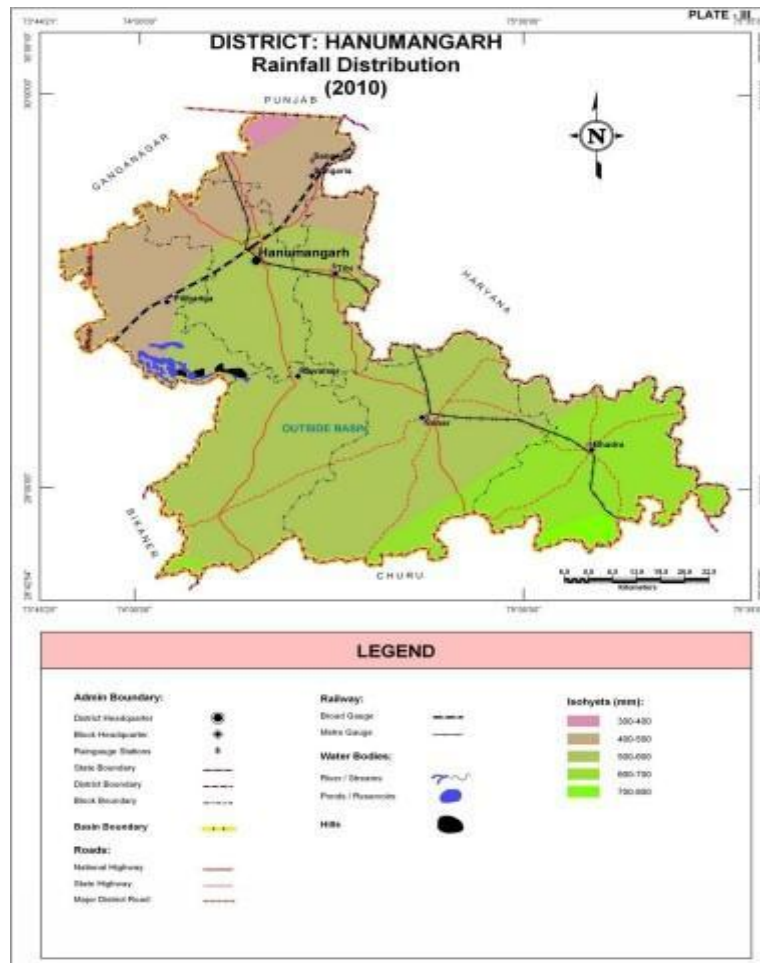 PLATE - III
DISTRICT: HANUMANGARH
Rainfall Distribution
(2010)
PUNJAB
GANGANAGAR
N
Hanumangarh
HARYANA
OUTSIDE BASIN
Bhadra
BIKANER
CHURU
Kilometers
LEGEND
Admin Boundary:
District Headquarter
Block Headquarter
Raingauge Stations
State Boundary
District Boundary
Block Boundary
Basin Boundary
Roads:
National Highway
State Highway
Major District Road
Railway:
Broad Gauge
Metre Gauge
Water Bodies:
River / Streams
Ponds / Reservoirs
Hills
Isohyets (mm):
300-400
400-500
500-600
600-700
700-800